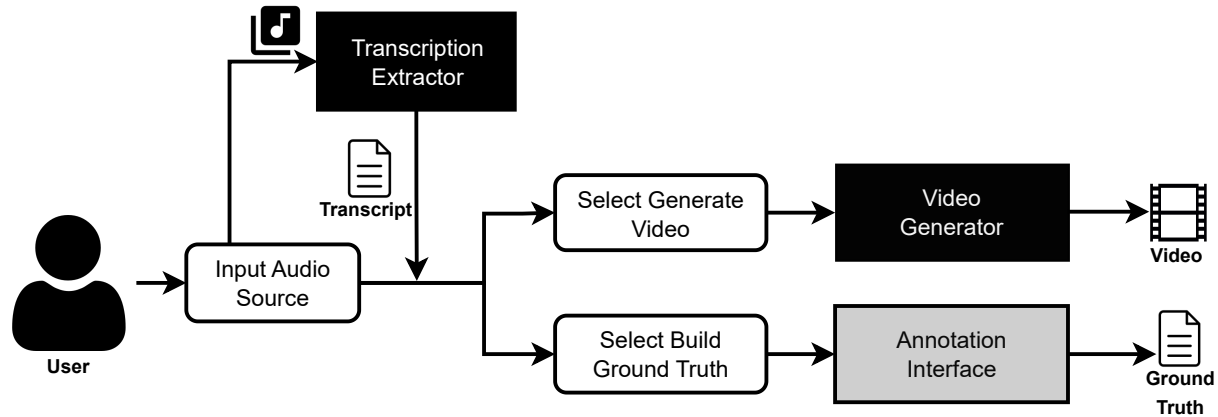 Transcription
Extractor
Transcript
User
Input Audio
Source
Select Generate
Video
Video
Generator
Video
Select Build
Ground Truth
Annotation
Interface
Ground
Truth